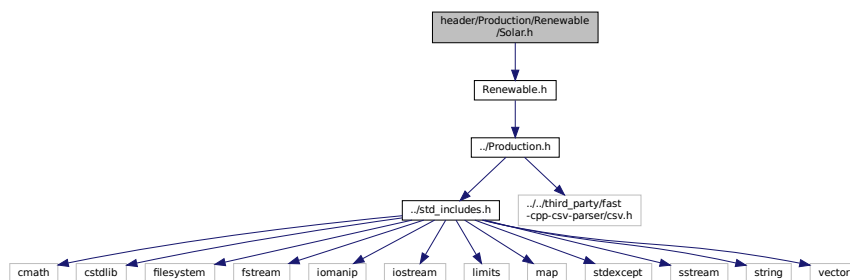 header/Production/Renewable
/Solar.h
Renewable.h
../Production.h
../std_includes.h
../../third_party/fast
-cpp-csv-parser/csv.h
cmath
cstdlib
filesystem
fstream
iomanip
iostream
limits
map
stdexcept
sstream
string
vector